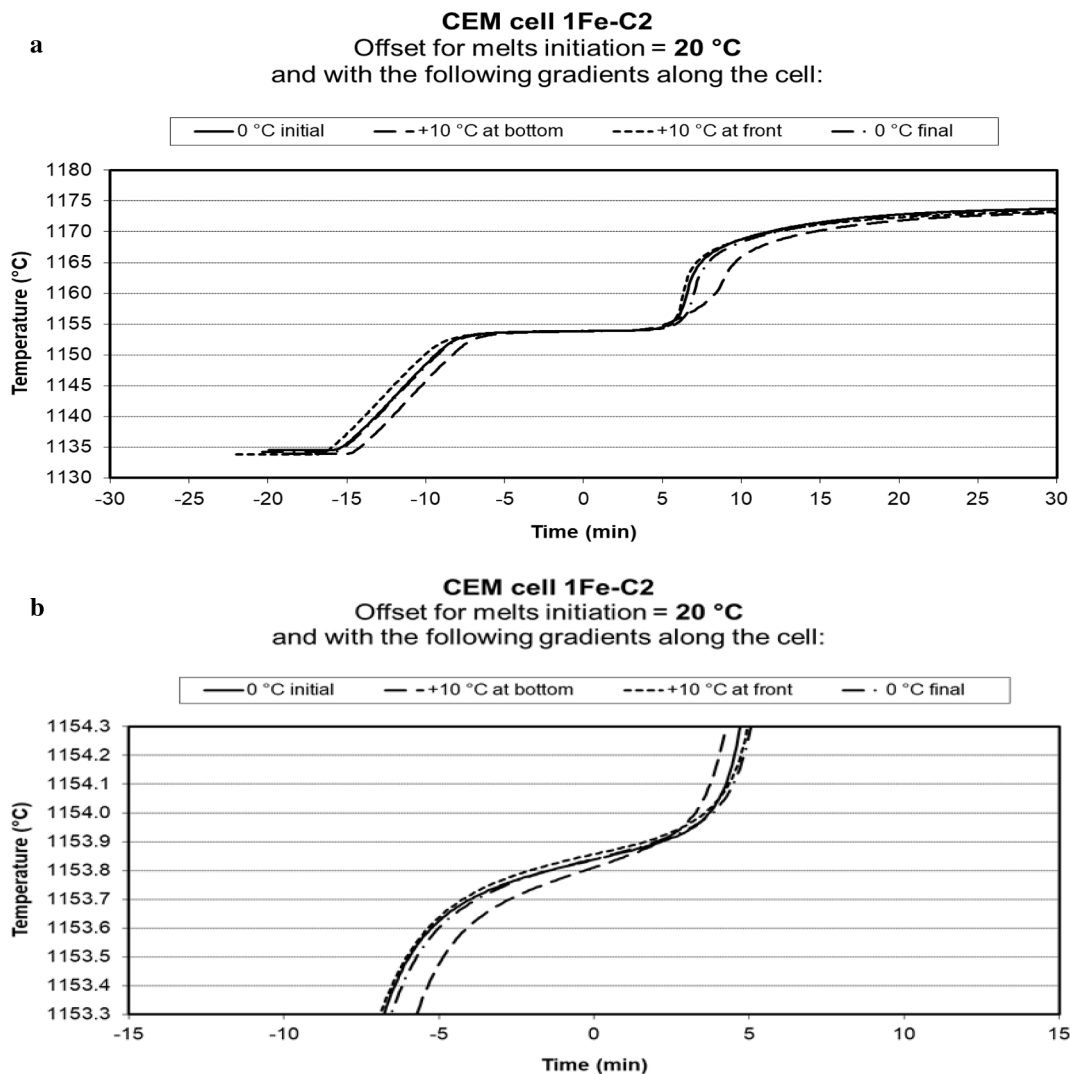 a
CEM cell 1Fe-C2
Offset for melts initiation = 20 °C
and with the following gradients along the cell:
0 °C initial +10 °C at bottom +10 °C at front 0 °C final
Temperature (°C)
1180
1175
1170
1165
1160
1155
1150
1145
1140
1135
1130
-30 -25 -20 -15 -10 -5 0 5 10 15 20 25 30
Time (min)
b
CEM cell 1Fe-C2
Offset for melts initiation = 20 °C
and with the following gradients along the cell:
0 °C initial +10 °C at bottom +10 °C at front 0 °C final
Temperature (°C)
1154.3
1154.2
1154.1
1154.0
1153.9
1153.8
1153.7
1153.6
1153.5
1153.4
1153.3
-15 -10 -5 0 5 10 15
Time (min)